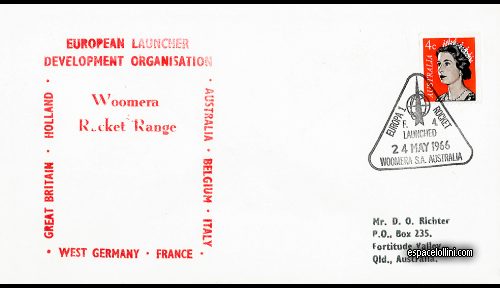 EUROPEAN LAUNCHER
DEVELOPMENT ORGANISATION
Woomera
Rocket Range
GREAT BRITAIN · HOLLAND ·
· AUSTRALIA · BELGIUM · ITALY
· WEST GERMANY · FRANCE ·
4c
AUSTRALIA
EUROPA 1 ROCKET
F. 4
LAUNCHED
24 MAY 1966
WOOMERA S.A. AUSTRALIA
Mr. D. O. Richter
P.O., Box 235,
Fortitude Valley,
Qld., Australia.
espacelollini.com